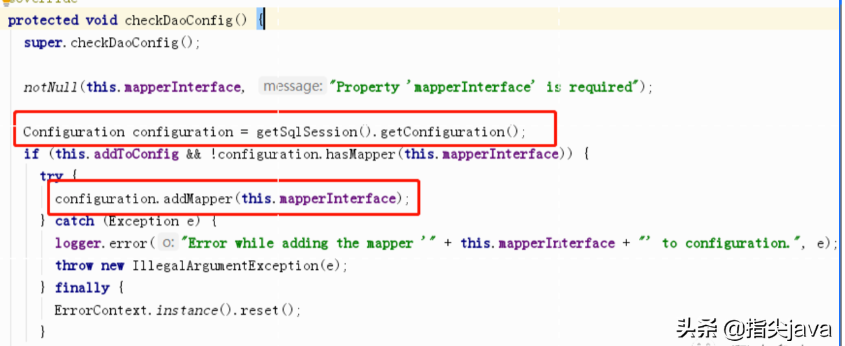 protected void checkDaoConfig() {
super.checkDaoConfig();
notNull(this.mapperInterface, message: "Property 'mapperInterface' is required");
Configuration configuration = getSqlSession().getConfiguration();
if (this.addToConfig && !configuration.hasMapper(this.mapperInterface)) {
try {
configuration.addMapper(this.mapperInterface);
} catch (Exception e) {
logger.error( o: "Error while adding the mapper '" + this.mapperInterface + "' to configuration.", e);
throw new IllegalArgumentException(e);
} finally {
ErrorContext.instance().reset();
}
头条 @指尖java